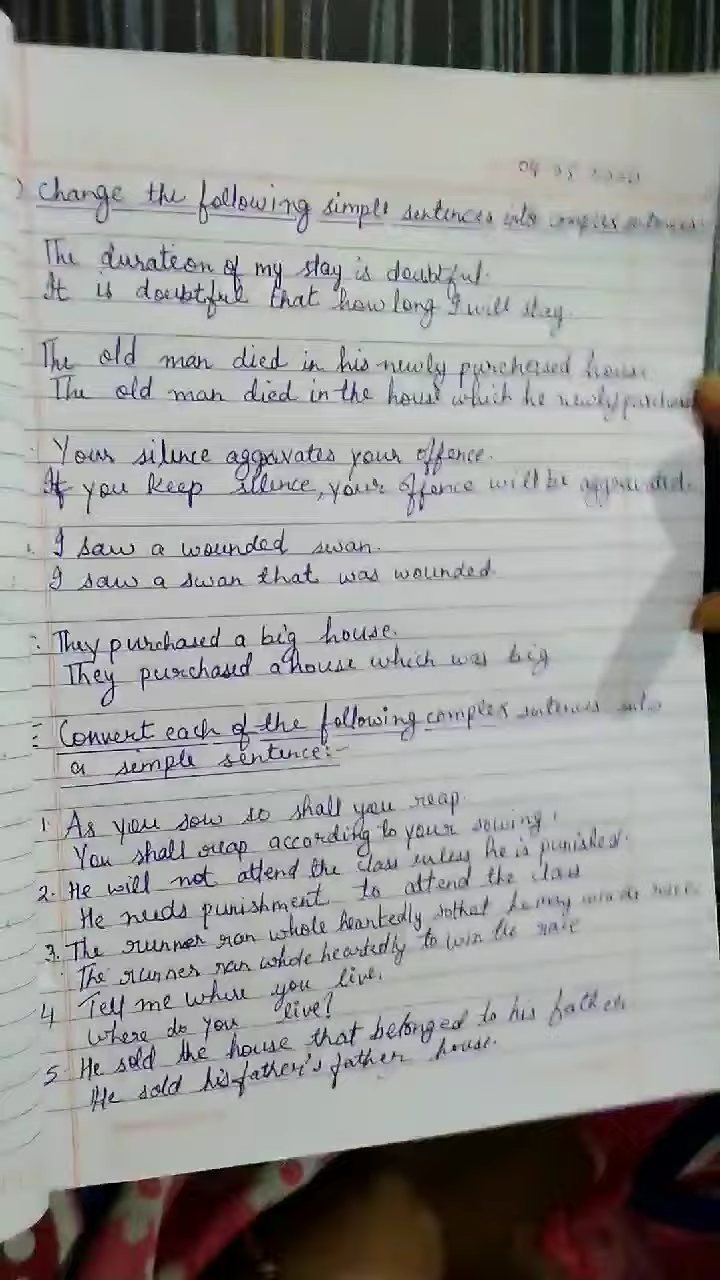 Change the following simple sentences into complex sentences:
The duration of my stay is doubtful.
It is doubtful that how long I will stay.
The old man died in his newly purchased house
The old man died in the house which he newly purchased
Your silence aggravates your offence.
If you keep silence, your offence will be aggravated.
I saw a wounded swan.
I saw a swan that was wounded.
They purchased a big house.
They purchased a house which was big
Convert each of the following complex sentences into
a simple sentence:-
1. As you sow so shall you reap.
You shall reap according to your sowing.
2. He will not attend the class unless he is punished.
He needs punishment to attend the class
3. The runner ran whole heartedly so that he may win the race.
The runner ran whole heartedly to win the race
4 Tell me where you live.
Where do you live?
5. He sold the house that belonged to his father.
He sold his father's father house.